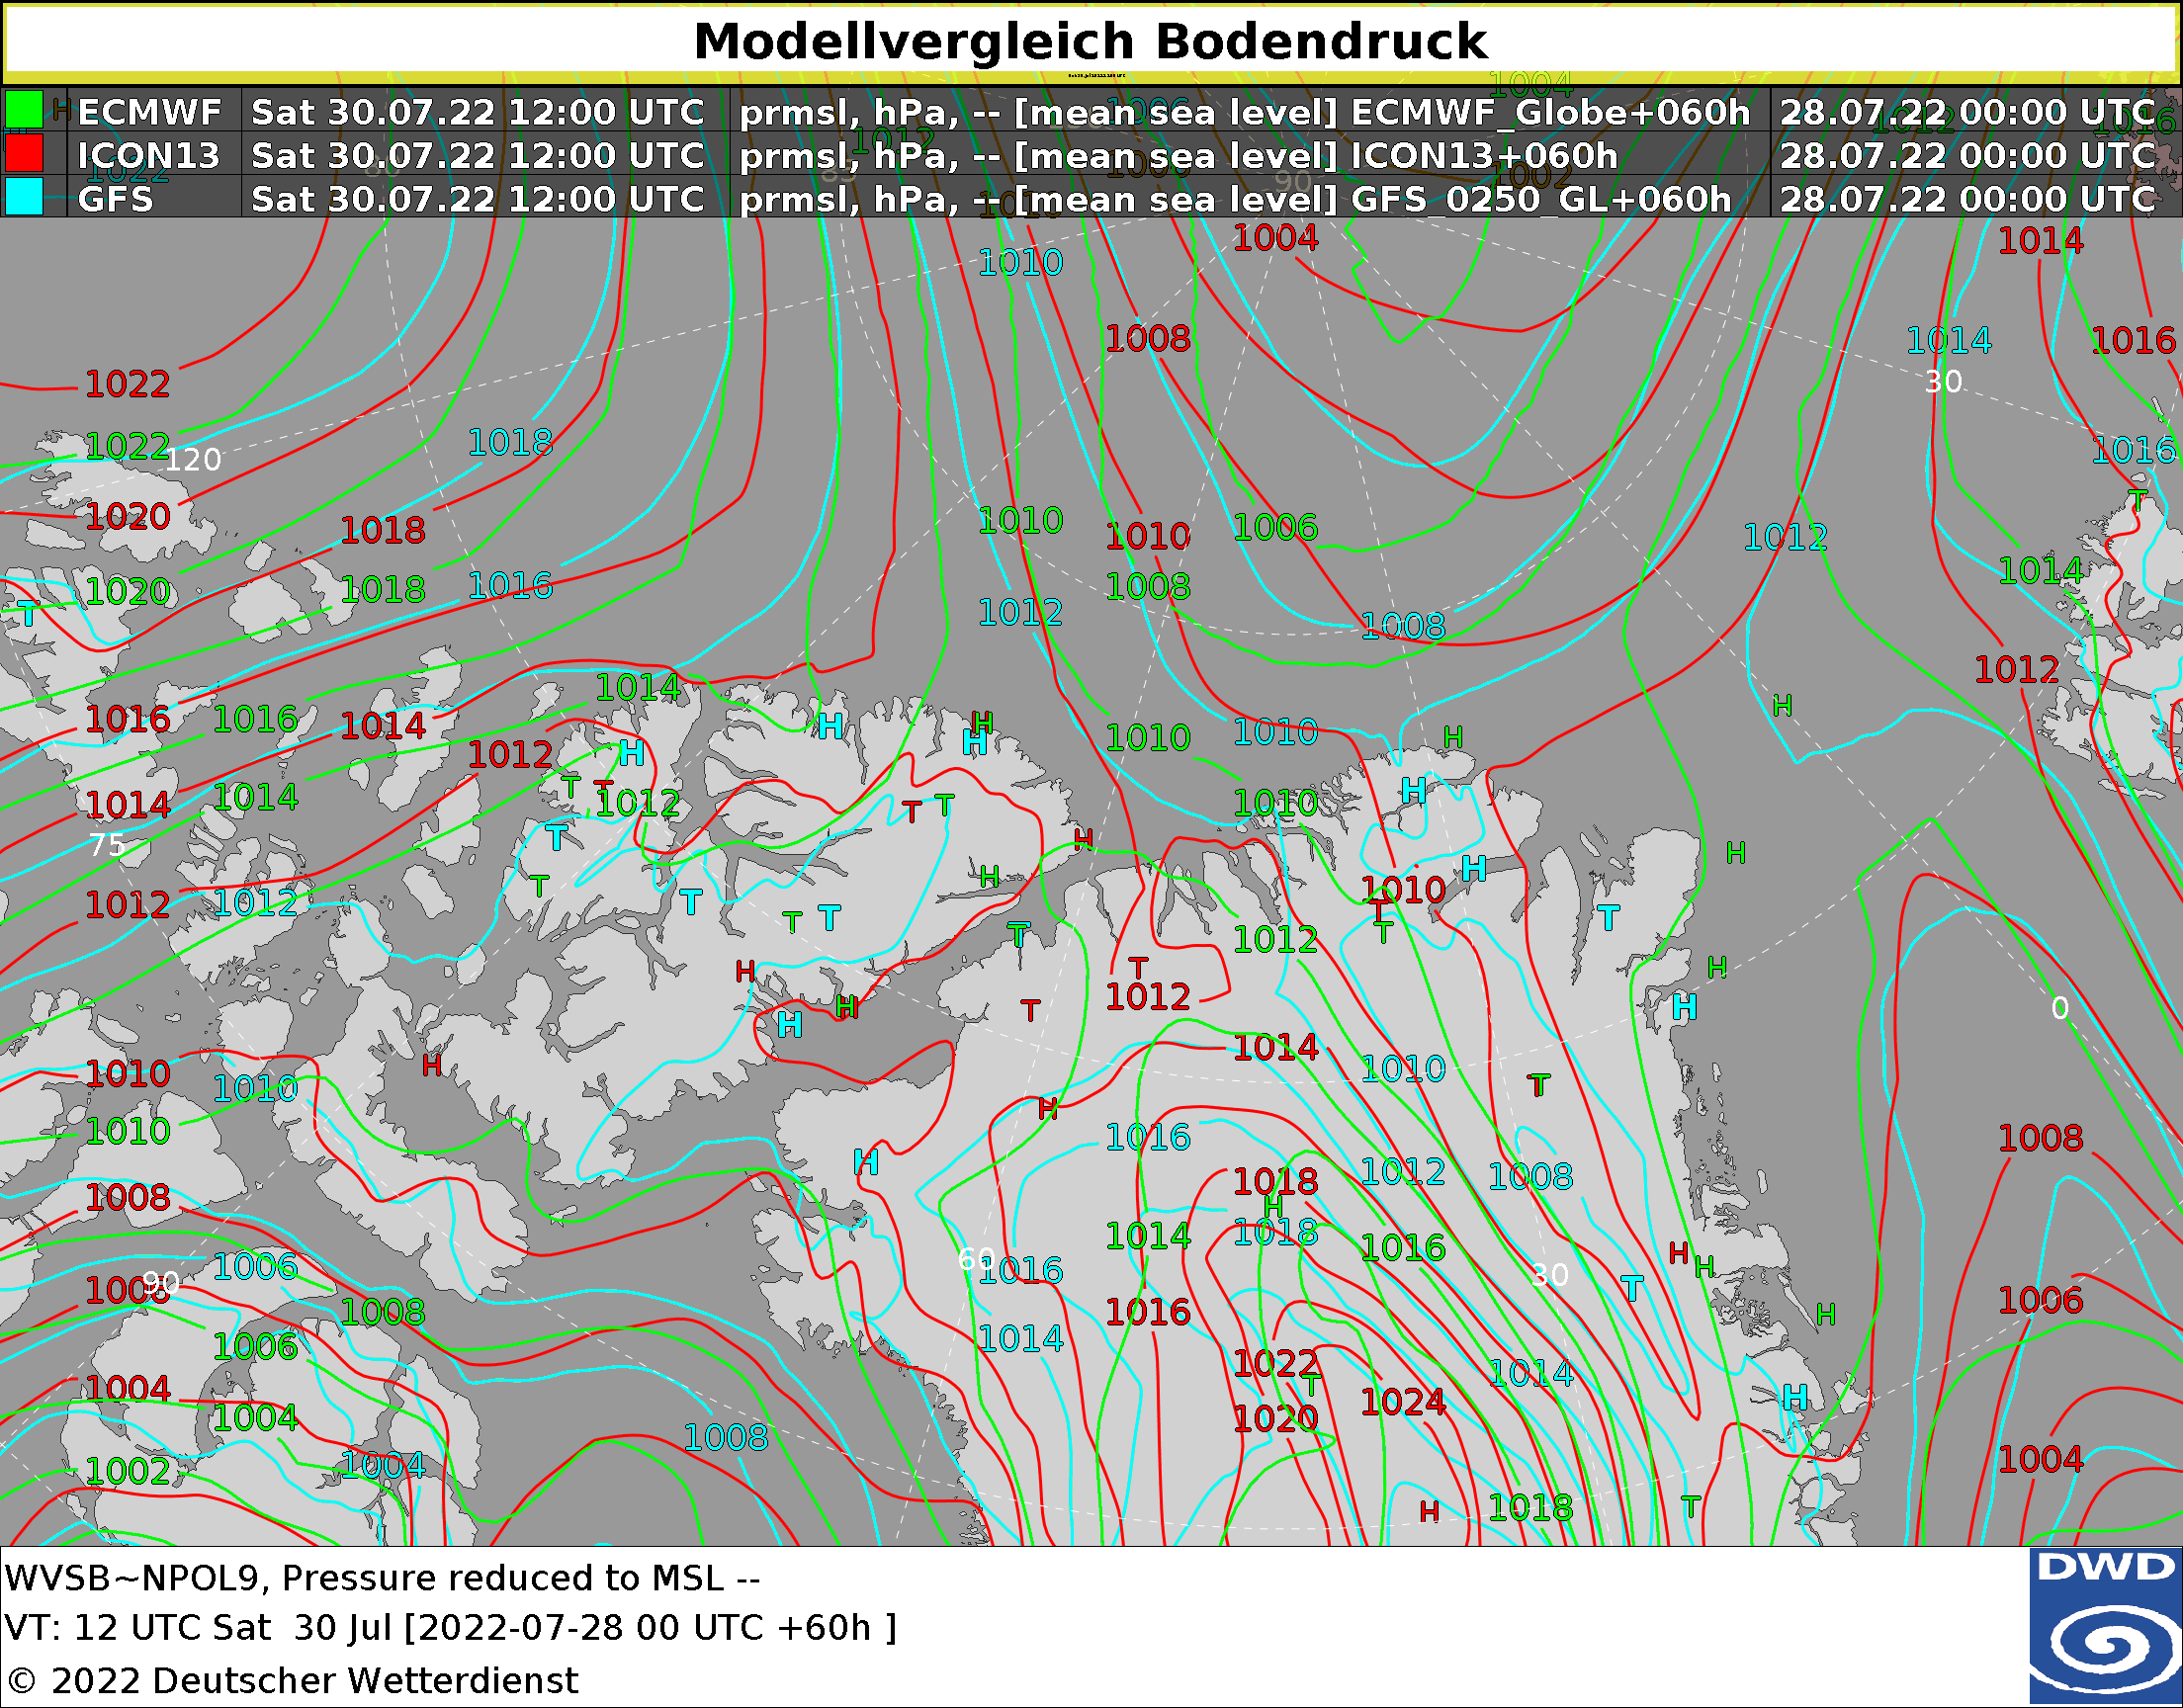 Modellvergleich Bodendruck
ECMWF Sat 30.07.22 12:00 UTC prmsl, hPa, -- [mean sea level] ECMWF_Globe+060h 28.07.22 00:00 UTC
ICON13 Sat 30.07.22 12:00 UTC prmsl, hPa, -- [mean sea level] ICON13+060h 28.07.22 00:00 UTC
GFS Sat 30.07.22 12:00 UTC prmsl, hPa, -- [mean sea level] GFS_0250_GL+060h 28.07.22 00:00 UTC
1004 1014
1010
1008 1014 1016
1022 30
1022 120 1018 1016
1020 1018 1010 1010 1006 1012 T
1020 1018 1016 1008 1014
T 1012 1008
1012
1014 H
1016 1016 1014 H H H 1010 1010 H
1012 H H
1014 1014 T T 1012 T T 1010 H
75 T H H
1012 1012 T T H H 1010 T
T T T 1012 T T
H T T 1012 H
H H T 0 H
1010 1010 H 1014 1010 T
1010 H 1016 1008
H 1012 1008
1008 1018 H
1014 1018 1016
1006 90 60 1016 H H
30 T
1008 1016 1006 H
1006 1014
1004 1022 T 1024 1014 H
1004 1020
1008
1002 1004 1004
H 1018 T
WVSB~NPOL9, Pressure reduced to MSL --
VT: 12 UTC Sat 30 Jul [2022-07-28 00 UTC +60h ]
© 2022 Deutscher Wetterdienst
DWD